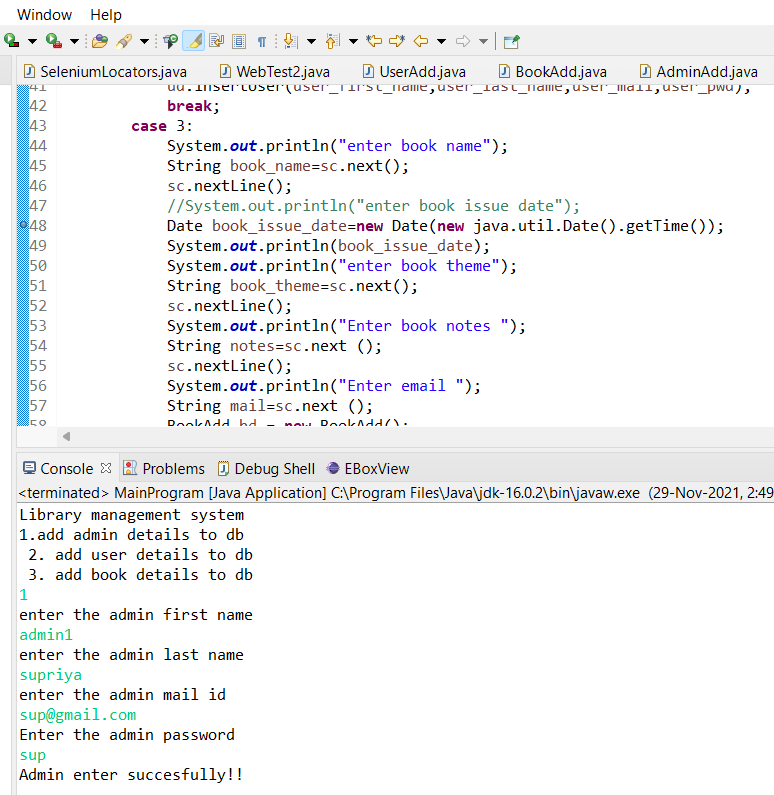 Window Help
SeleniumLocators.java WebTest2.java UserAdd.java BookAdd.java AdminAdd.java
41 ud.insertUser(user_first_name,user_last_name,user_mail,user_pwd);
42 break;
43 case 3:
44 System.out.println("enter book name");
45 String book_name=sc.next();
46 sc.nextLine();
47 //System.out.println("enter book issue date");
48 Date book_issue_date=new Date(new java.util.Date().getTime());
49 System.out.println(book_issue_date);
50 System.out.println("enter book theme");
51 String book_theme=sc.next();
52 sc.nextLine();
53 System.out.println("Enter book notes ");
54 String notes=sc.next ();
55 sc.nextLine();
56 System.out.println("Enter email ");
57 String mail=sc.next ();
58 BookAdd bd = new BookAdd();
Console Problems Debug Shell EBoxView
<terminated> MainProgram [Java Application] C:\Program Files\Java\jdk-16.0.2\bin\javaw.exe (29-Nov-2021, 2:49
Library management system
1.add admin details to db
2. add user details to db
3. add book details to db
1
enter the admin first name
admin1
enter the admin last name
supriya
enter the admin mail id
sup@gmail.com
Enter the admin password
sup
Admin enter succesfully!!